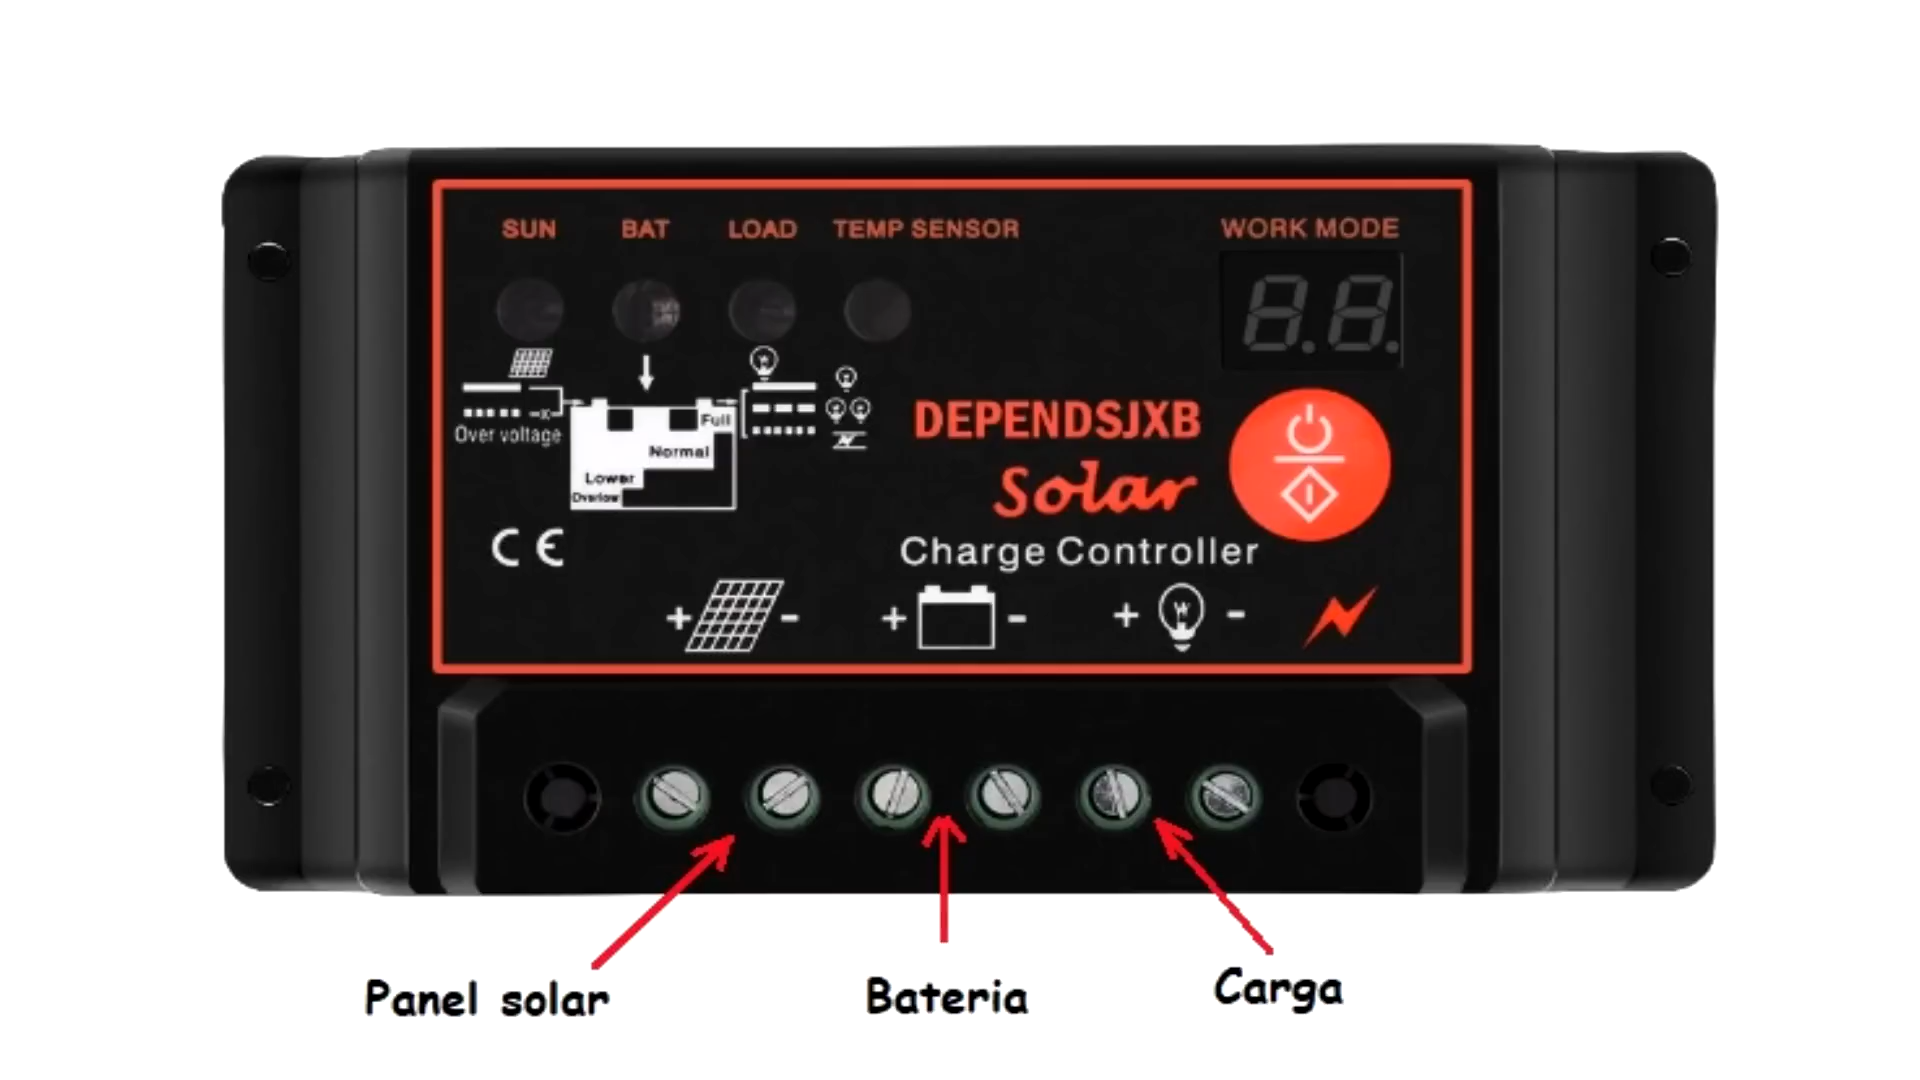 SUN BAT LOAD TEMP SENSOR WORK MODE
8.8.
Over voltage
Full
Normal
Lower
Overlow
DEPENDSJXB
Solar
Charge Controller
CE
+ - + - + -
Panel solar Bateria Carga